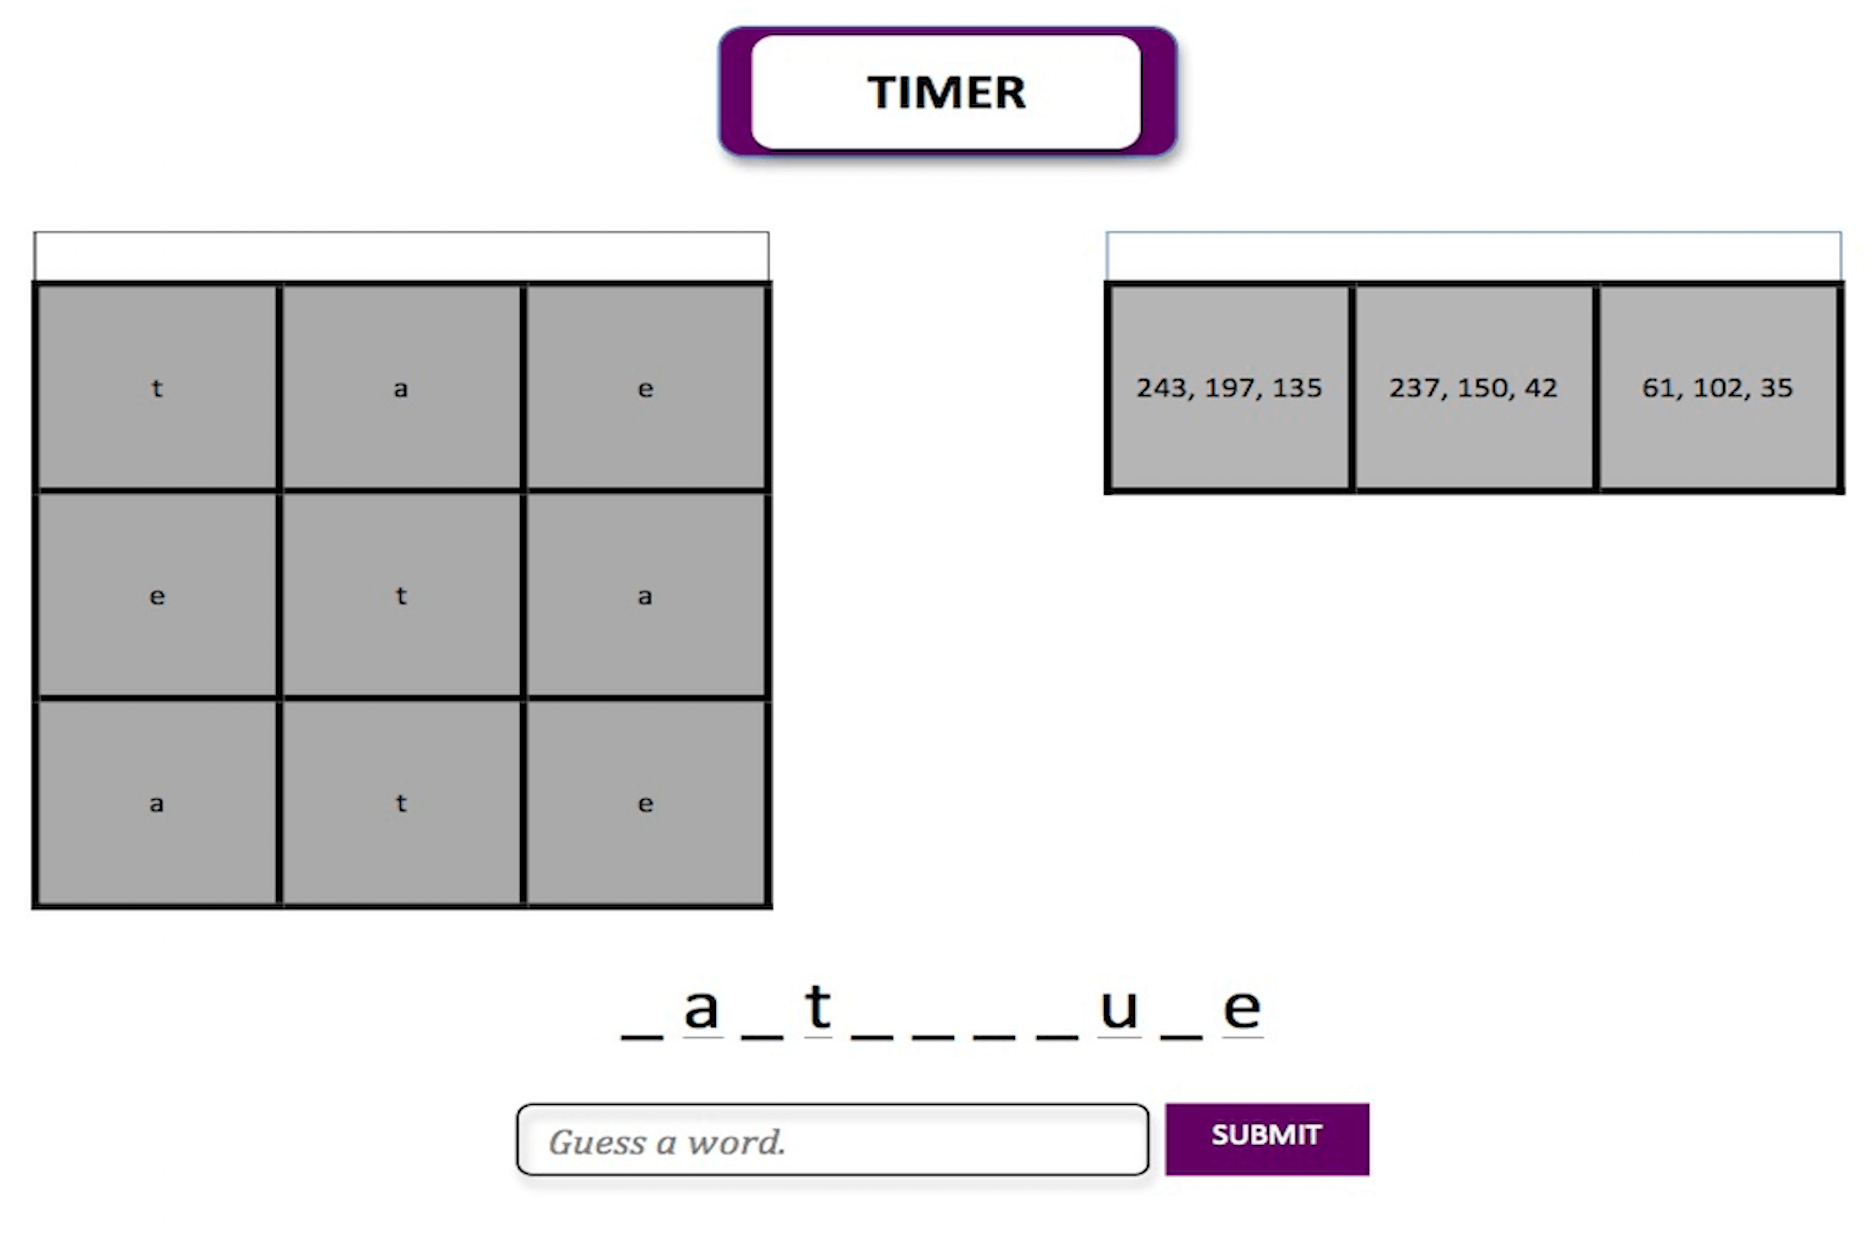 TIMER
t a e
243, 197, 135 237, 150, 42 61, 102, 35
e t a
a t e
_ a _ t _ _ _ _ u _ e
Guess a word.
SUBMIT